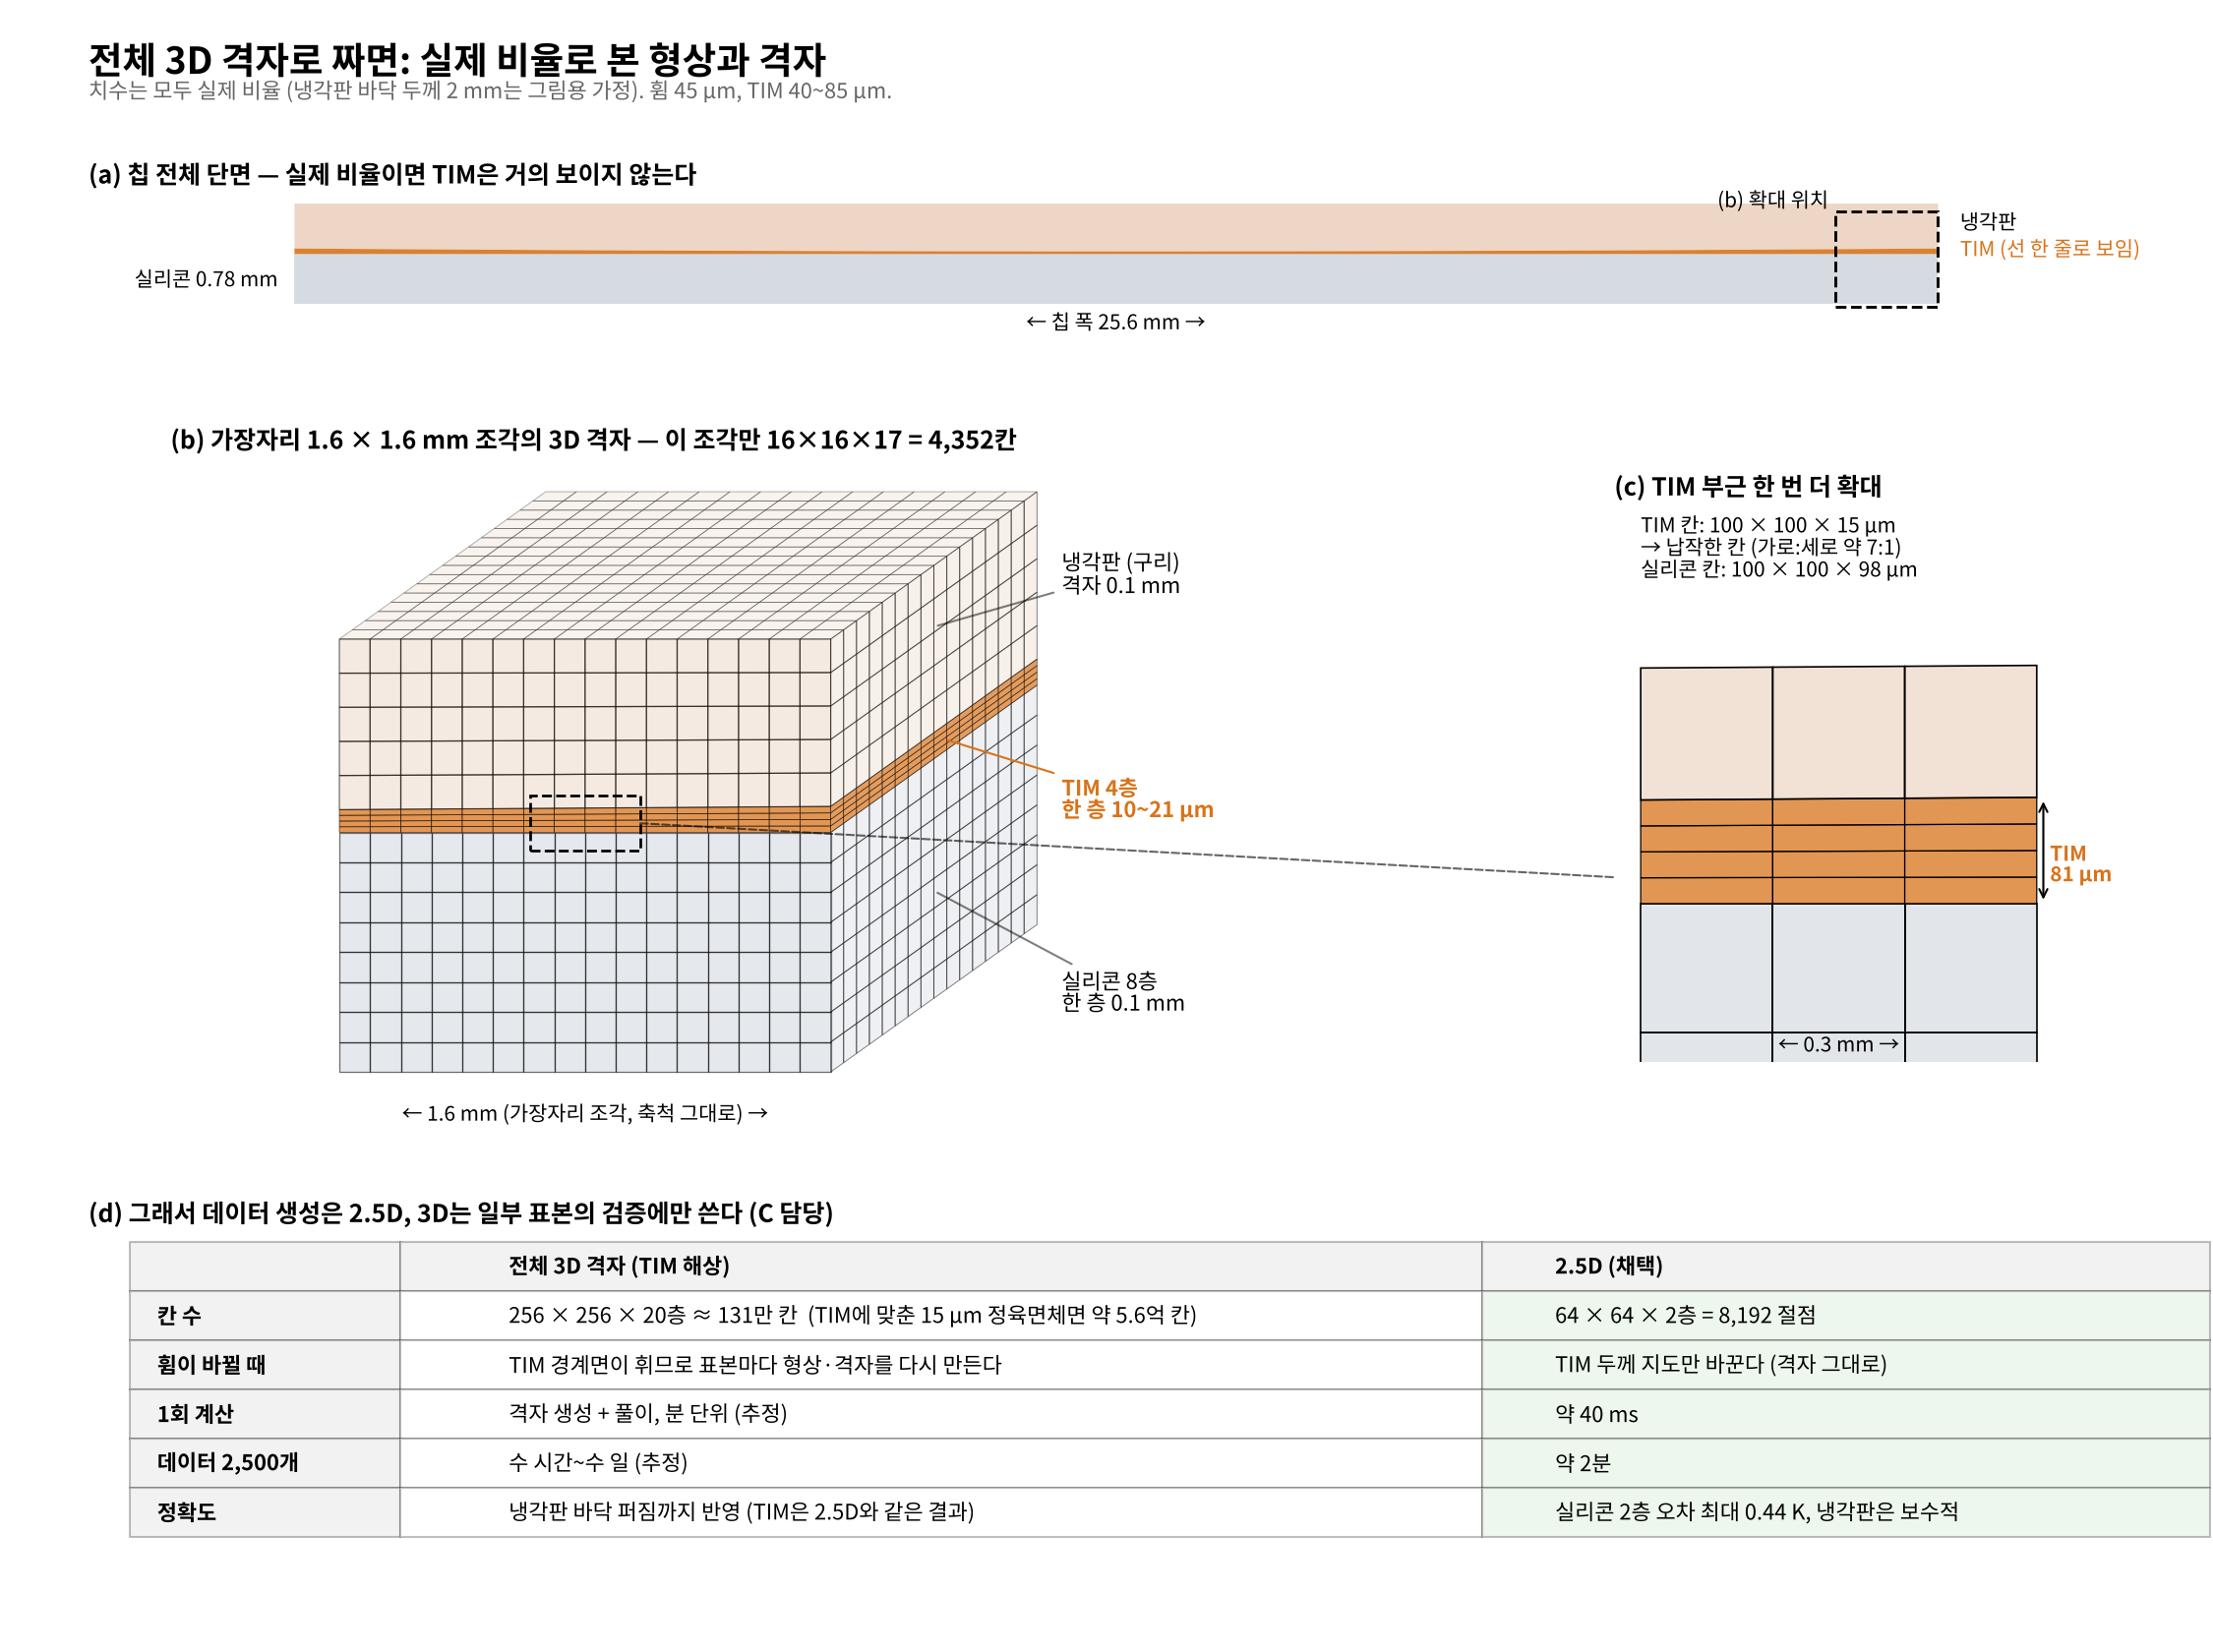 전체 3D 격자로 짜면: 실제 비율로 본 형상과 격자
치수는 모두 실제 비율 (냉각판 바닥 두께 2 mm는 그림용 가정). 휨 45 µm, TIM 40~85 µm.
(a) 칩 전체 단면 — 실제 비율이면 TIM은 거의 보이지 않는다
(b) 확대 위치
냉각판
TIM (선 한 줄로 보임)
실리콘 0.78 mm
← 칩 폭 25.6 mm →
(b) 가장자리 1.6 × 1.6 mm 조각의 3D 격자 — 이 조각만 16×16×17 = 4,352칸
냉각판 (구리)
격자 0.1 mm
TIM 4층
한 층 10~21 µm
실리콘 8층
한 층 0.1 mm
← 1.6 mm (가장자리 조각, 축척 그대로) →
(c) TIM 부근 한 번 더 확대
TIM 칸: 100 × 100 × 15 µm
→ 납작한 칸 (가로:세로 약 7:1)
실리콘 칸: 100 × 100 × 98 µm
TIM
81 µm
← 0.3 mm →
(d) 그래서 데이터 생성은 2.5D, 3D는 일부 표본의 검증에만 쓴다 (C 담당)
전체 3D 격자 (TIM 해상) 2.5D (채택)
칸 수 256 × 256 × 20층 ≈ 131만 칸 (TIM에 맞춘 15 µm 정육면체면 약 5.6억 칸) 64 × 64 × 2층 = 8,192 절점
휨이 바뀔 때 TIM 경계면이 휘므로 표본마다 형상·격자를 다시 만든다 TIM 두께 지도만 바꾼다 (격자 그대로)
1회 계산 격자 생성 + 풀이, 분 단위 (추정) 약 40 ms
데이터 2,500개 수 시간~수 일 (추정) 약 2분
정확도 냉각판 바닥 퍼짐까지 반영 (TIM은 2.5D와 같은 결과) 실리콘 2층 오차 최대 0.44 K, 냉각판은 보수적